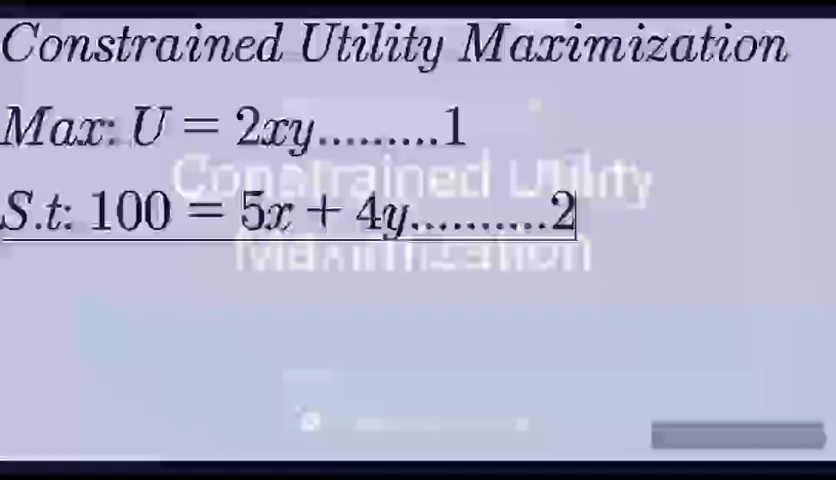 Constrained Utility Maximization
Max: U = 2xy.........1
S.t: 100 = 5x + 4y..........2
Constrained Utility
Maximization